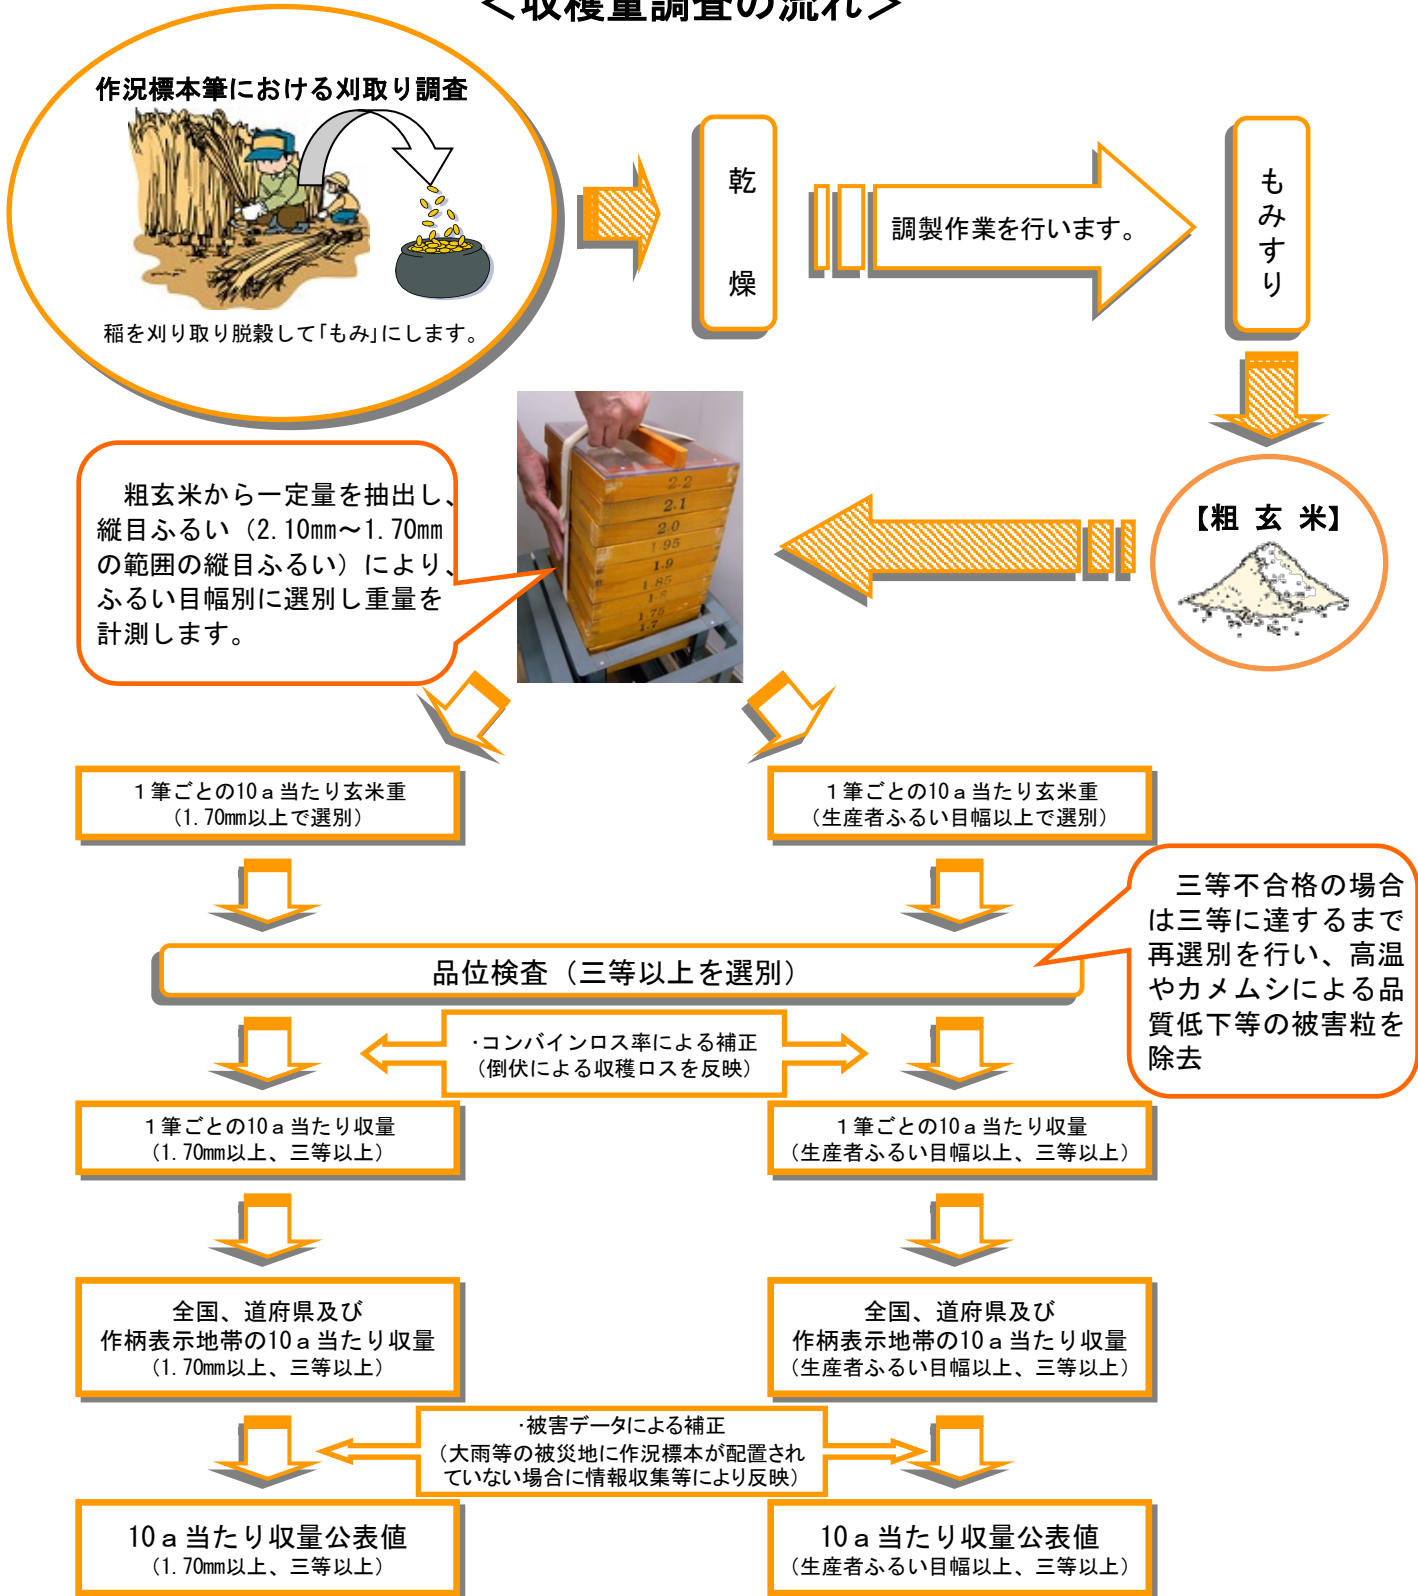 ＜収穫量調査の流れ＞
作況標本筆における刈取り調査
稲を刈り取り脱穀して「もみ」にします。
乾
燥
調製作業を行います。
もみすり
【粗 玄 米】
粗玄米から一定量を抽出し、
縦目ふるい（2.10㎜～1.70㎜
の範囲の縦目ふるい）により、
ふるい目幅別に選別し重量を
計測します。
2.2
2.1
2.0
1.95
1.9
1.85
1.8
1.75
1.7
１筆ごとの10ａ当たり玄米重
（1.70㎜以上で選別）
１筆ごとの10ａ当たり玄米重
（生産者ふるい目幅以上で選別）
三等不合格の場合
は三等に達するまで
再選別を行い、高温
やカメムシによる品
質低下等の被害粒を
除去
品位検査（三等以上を選別）
・コンバインロス率による補正
（倒伏による収穫ロスを反映）
１筆ごとの10ａ当たり収量
（1.70㎜以上、三等以上）
１筆ごとの10ａ当たり収量
（生産者ふるい目幅以上、三等以上）
全国、道府県及び
作柄表示地帯の10ａ当たり収量
（1.70㎜以上、三等以上）
全国、道府県及び
作柄表示地帯の10ａ当たり収量
（生産者ふるい目幅以上、三等以上）
・被害データによる補正
（大雨等の被災地に作況標本が配置され
ていない場合に情報収集等により反映）
10ａ当たり収量公表値
（1.70㎜以上、三等以上）
10ａ当たり収量公表値
（生産者ふるい目幅以上、三等以上）